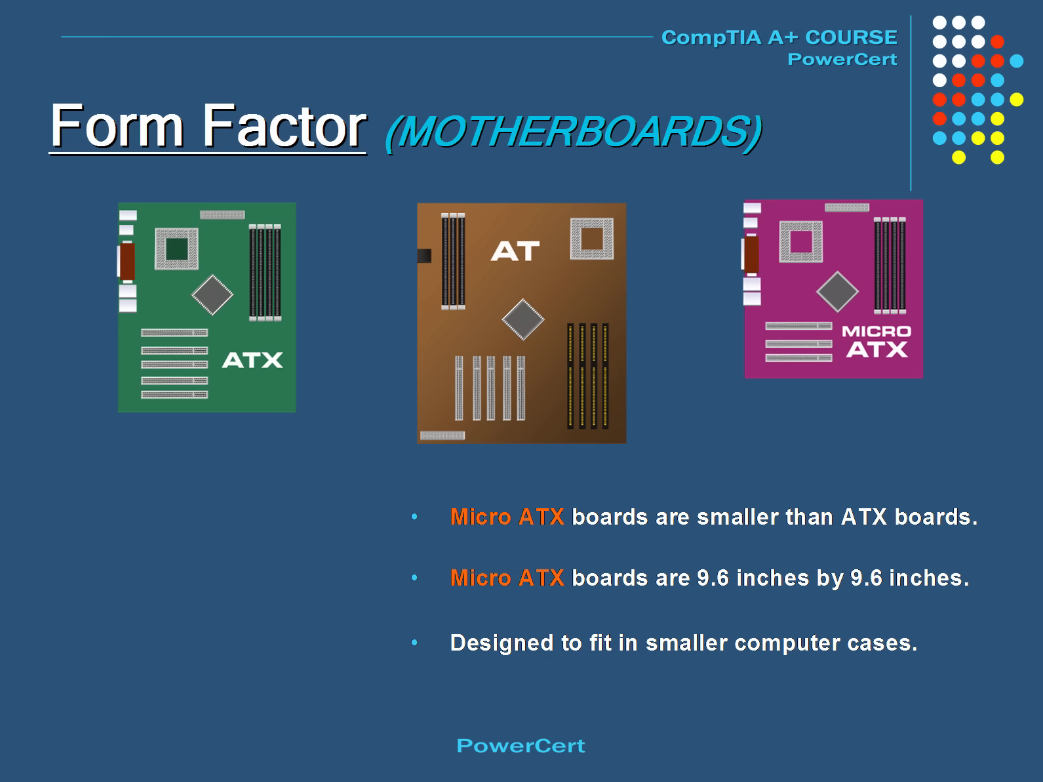 CompTIA A+ COURSE
PowerCert
Form Factor (MOTHERBOARDS)
ATX
AT
MICRO
ATX
• Micro ATX boards are smaller than ATX boards.
• Micro ATX boards are 9.6 inches by 9.6 inches.
• Designed to fit in smaller computer cases.
PowerCert